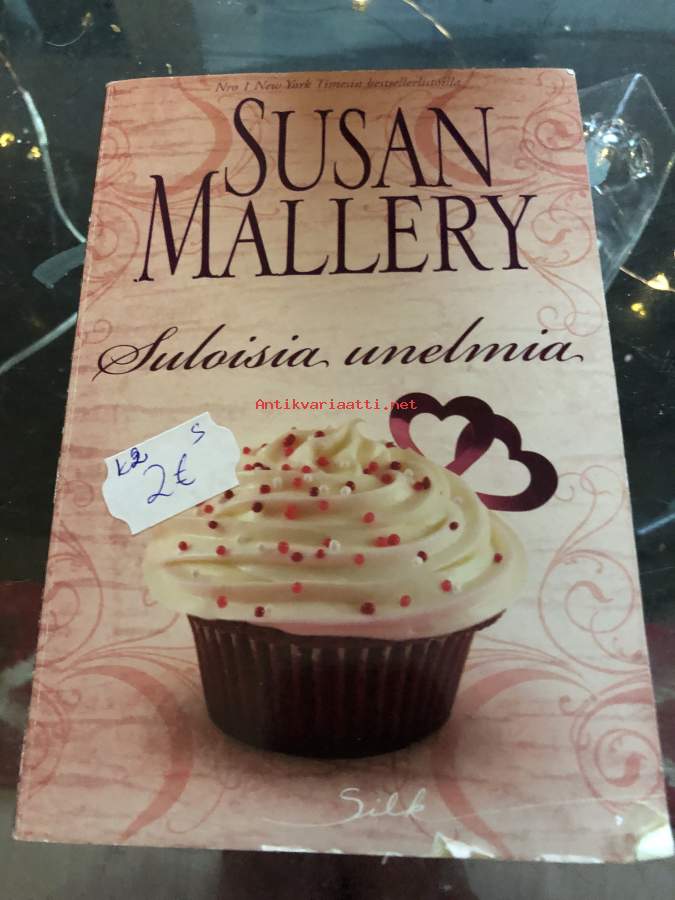 Nro 1 New York Timesin bestsellerlistoilla
SUSAN
MALLERY
Suloisia unelmia
Antikvariaatti.net
K2 S
2€
Silk